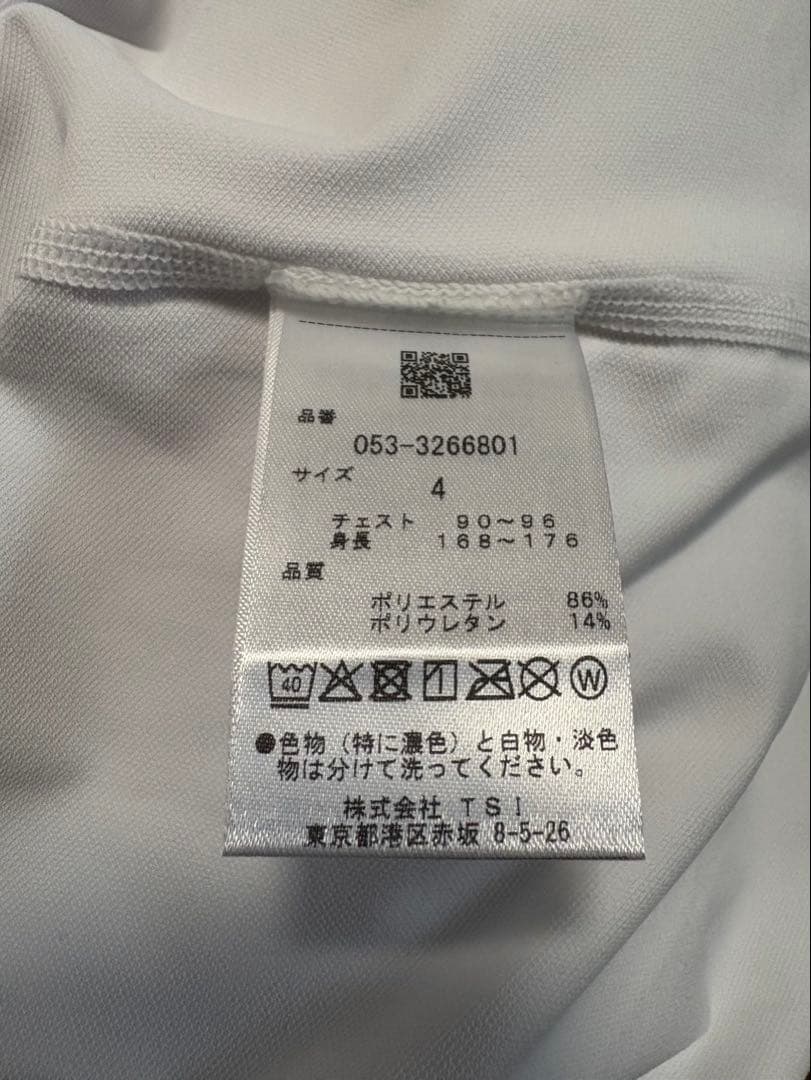 品番
053-3266801
サイズ
4
チェスト 90～96
身長 168～176
品質
ポリエステル 86%
ポリウレタン 14%
40
W
●色物（特に濃色）と白物・淡色
物は分けて洗ってください。
株式会社 TSI
東京都港区赤坂 8-5-26